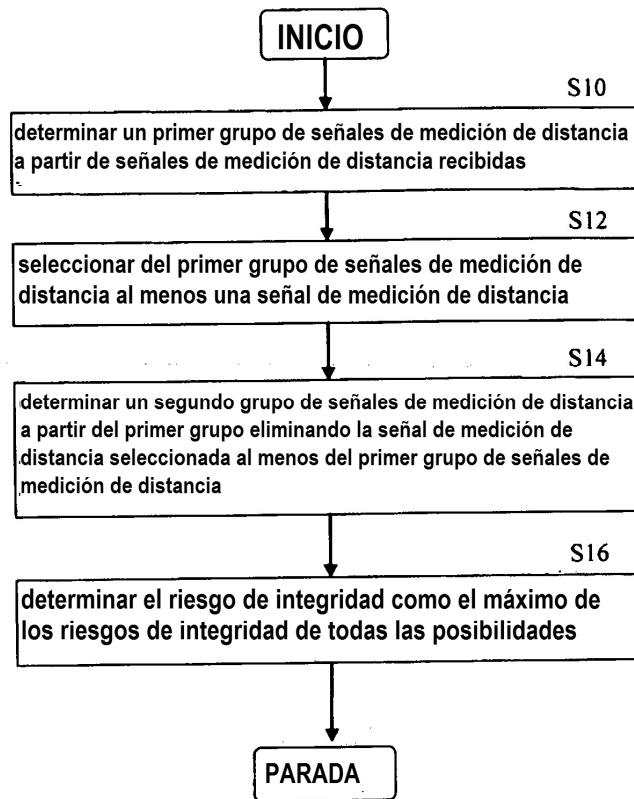 INICIO
S10
determinar un primer grupo de señales de medición de distancia
a partir de señales de medición de distancia recibidas
S12
seleccionar del primer grupo de señales de medición de
distancia al menos una señal de medición de distancia
S14
determinar un segundo grupo de señales de medición de distancia
a partir del primer grupo eliminando la señal de medición de
distancia seleccionada al menos del primer grupo de señales de
medición de distancia
S16
determinar el riesgo de integridad como el máximo de
los riesgos de integridad de todas las posibilidades
PARADA